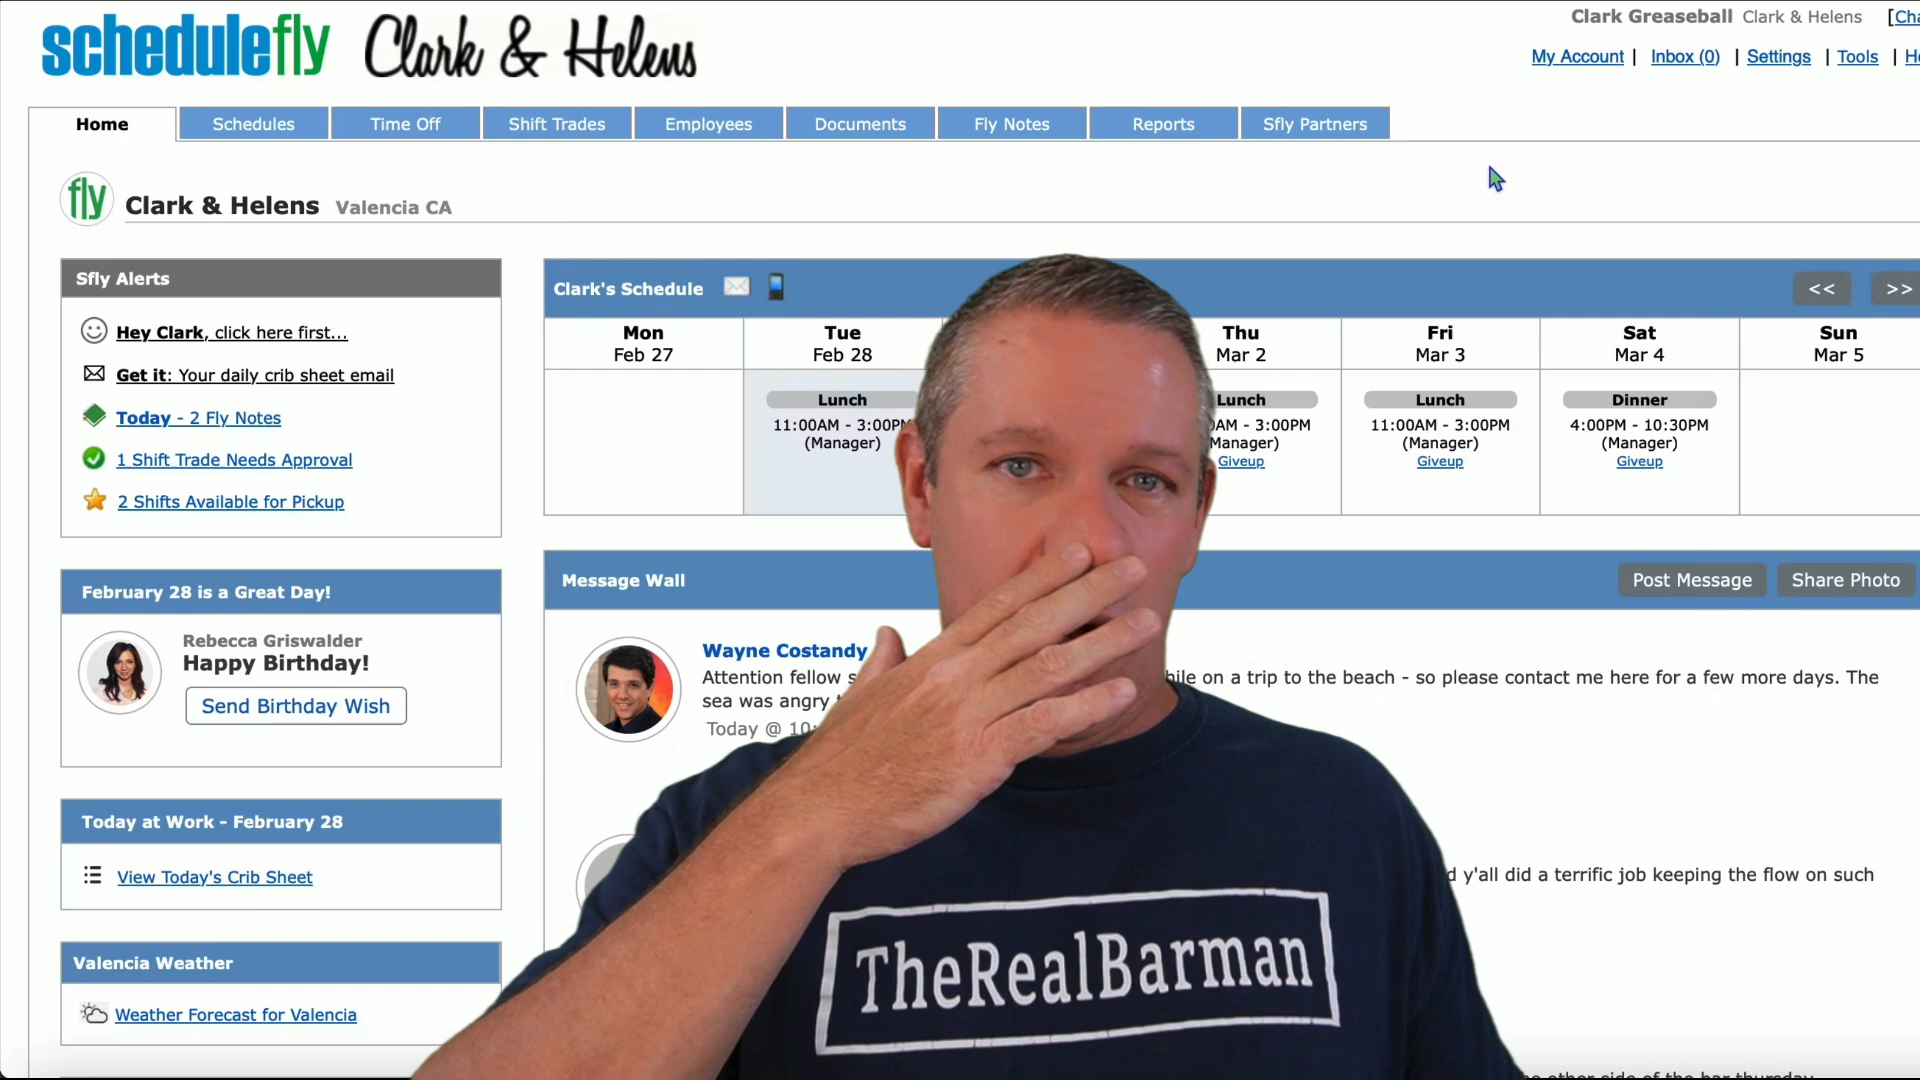 schedulefly Clark & Helens
Clark Greaseball Clark & Helens [Cha
My Account | Inbox (0) | Settings | Tools | He
Home Schedules Time Off Shift Trades Employees Documents Fly Notes Reports Sfly Partners
fly Clark & Helens Valencia CA
Sfly Alerts
Hey Clark, click here first...
Get it: Your daily crib sheet email
Today - 2 Fly Notes
1 Shift Trade Needs Approval
2 Shifts Available for Pickup
February 28 is a Great Day!
Rebecca Griswalder
Happy Birthday!
Send Birthday Wish
Today at Work - February 28
View Today's Crib Sheet
Valencia Weather
Weather Forecast for Valencia
Clark's Schedule << >>
Mon Tue Thu Fri Sat Sun
Feb 27 Feb 28 Mar 2 Mar 3 Mar 4 Mar 5
Lunch Lunch Lunch Dinner
11:00AM - 3:00PM AM - 3:00PM 11:00AM - 3:00PM 4:00PM - 10:30PM
(Manager) Manager) (Manager) (Manager)
Giveup Giveup Giveup
Message Wall Post Message Share Photo
Wayne Costandy
Attention fellow on a trip to the beach - so please contact me here for a few more days. The
sea was angry
Today @ 10:
y'all did a terrific job keeping the flow on such
TheRealBarman
other side of the bar thursday